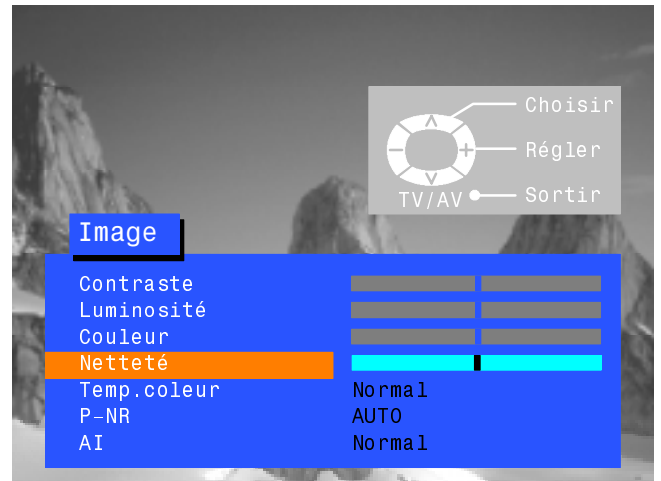 Choisir
Régler
TV/AV Sortir
Image
Contraste
Luminosité
Couleur
Netteté
Temp.coleur Normal
P-NR AUTO
AI Normal